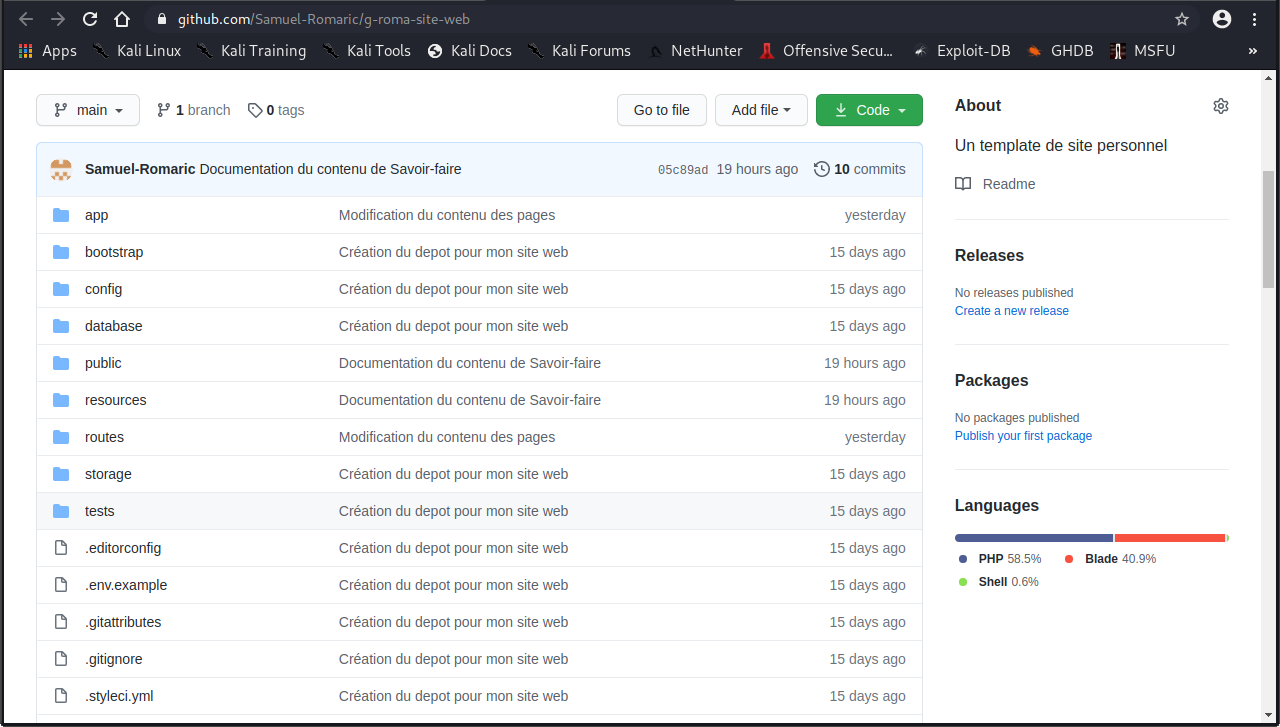 github.com/Samuel-Romaric/g-roma-site-web
Apps Kali Linux Kali Training Kali Tools Kali Docs Kali Forums NetHunter Offensive Secu... Exploit-DB GHDB MSFU »
main 1 branch 0 tags Go to file Add file Code
Samuel-Romaric Documentation du contenu de Savoir-faire 05c89ad 19 hours ago 10 commits
app Modification du contenu des pages yesterday
bootstrap Création du depot pour mon site web 15 days ago
config Création du depot pour mon site web 15 days ago
database Création du depot pour mon site web 15 days ago
public Documentation du contenu de Savoir-faire 19 hours ago
resources Documentation du contenu de Savoir-faire 19 hours ago
routes Modification du contenu des pages yesterday
storage Création du depot pour mon site web 15 days ago
tests Création du depot pour mon site web 15 days ago
.editorconfig Création du depot pour mon site web 15 days ago
.env.example Création du depot pour mon site web 15 days ago
.gitattributes Création du depot pour mon site web 15 days ago
.gitignore Création du depot pour mon site web 15 days ago
.styleci.yml Création du depot pour mon site web 15 days ago
About
Un template de site personnel
Readme
Releases
No releases published
Create a new release
Packages
No packages published
Publish your first package
Languages
PHP 58.5% Blade 40.9%
Shell 0.6%